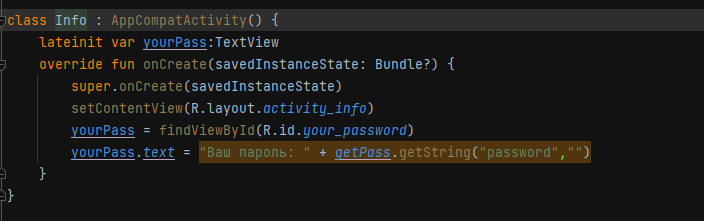 class Info : AppCompatActivity() {
lateinit var yourPass:TextView
override fun onCreate(savedInstanceState: Bundle?) {
super.onCreate(savedInstanceState)
setContentView(R.layout.activity_info)
yourPass = findViewById(R.id.your_password)
yourPass.text = "Ваш пароль: " + getPass.getString("password","")
}
}